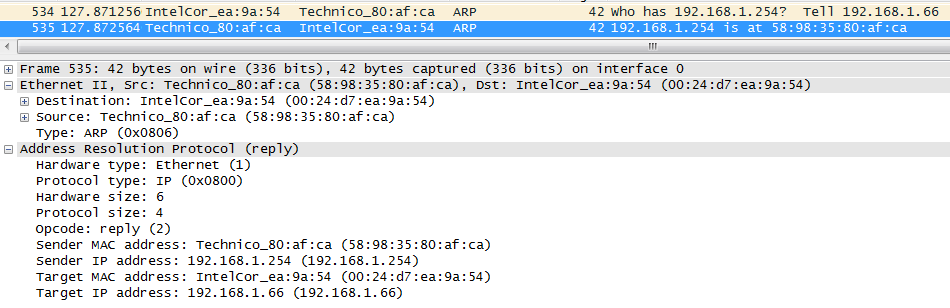 534 127.871256 IntelCor_ea:9a:54 Technico_80:af:ca ARP 42 Who has 192.168.1.254? Tell 192.168.1.66
535 127.872564 Technico_80:af:ca IntelCor_ea:9a:54 ARP 42 192.168.1.254 is at 58:98:35:80:af:ca
Frame 535: 42 bytes on wire (336 bits), 42 bytes captured (336 bits) on interface 0
Ethernet II, Src: Technico_80:af:ca (58:98:35:80:af:ca), Dst: IntelCor_ea:9a:54 (00:24:d7:ea:9a:54)
Destination: IntelCor_ea:9a:54 (00:24:d7:ea:9a:54)
Source: Technico_80:af:ca (58:98:35:80:af:ca)
Type: ARP (0x0806)
Address Resolution Protocol (reply)
Hardware type: Ethernet (1)
Protocol type: IP (0x0800)
Hardware size: 6
Protocol size: 4
Opcode: reply (2)
Sender MAC address: Technico_80:af:ca (58:98:35:80:af:ca)
Sender IP address: 192.168.1.254 (192.168.1.254)
Target MAC address: IntelCor_ea:9a:54 (00:24:d7:ea:9a:54)
Target IP address: 192.168.1.66 (192.168.1.66)